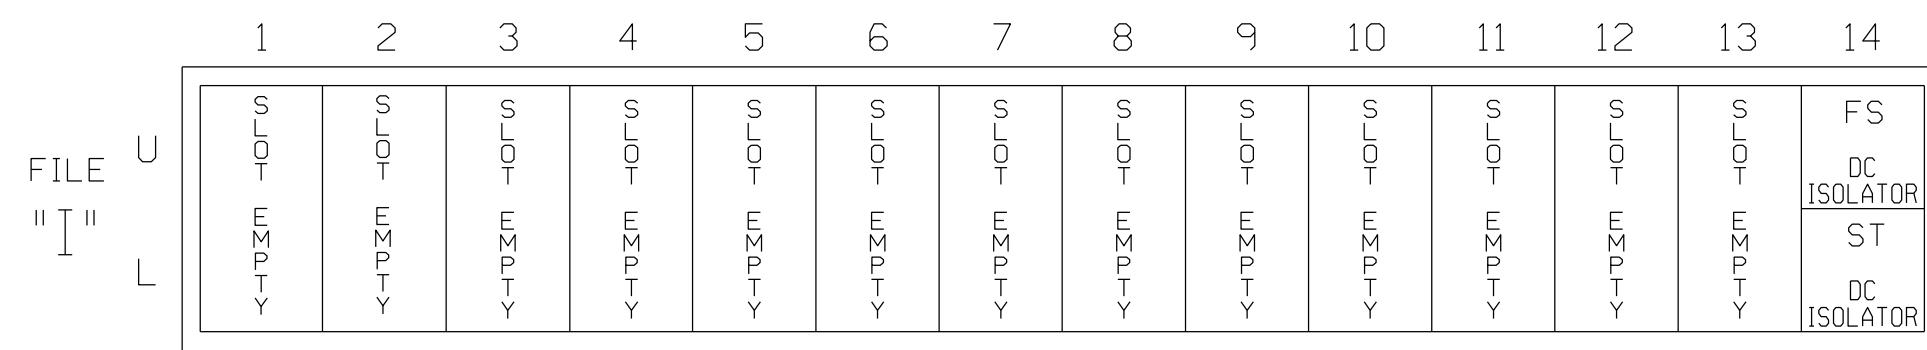 1 2 3 4 5 6 7 8 9 10 11 12 13 14
FILE
"I"
U
L
SLOT EMPTY
SLOT EMPTY
SLOT EMPTY
SLOT EMPTY
SLOT EMPTY
SLOT EMPTY
SLOT EMPTY
SLOT EMPTY
SLOT EMPTY
SLOT EMPTY
SLOT EMPTY
SLOT EMPTY
SLOT EMPTY
FS
DC
ISOLATOR
ST
DC
ISOLATOR